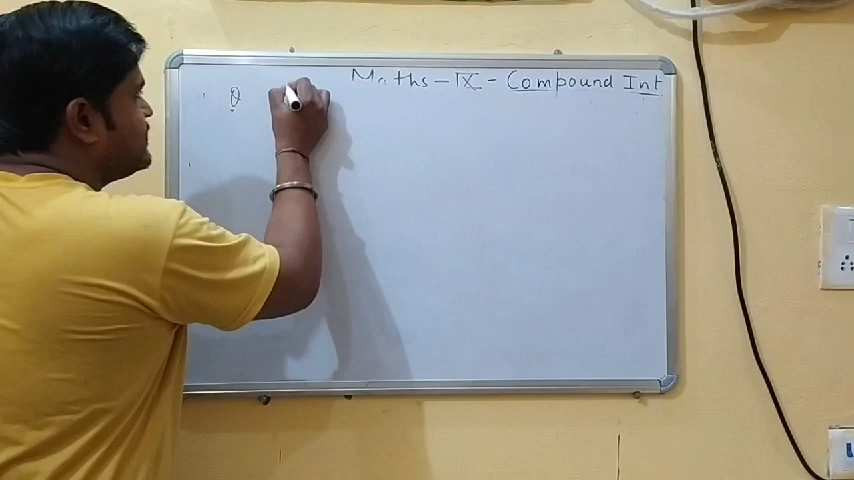 Maths - IX - Compound Int
Q